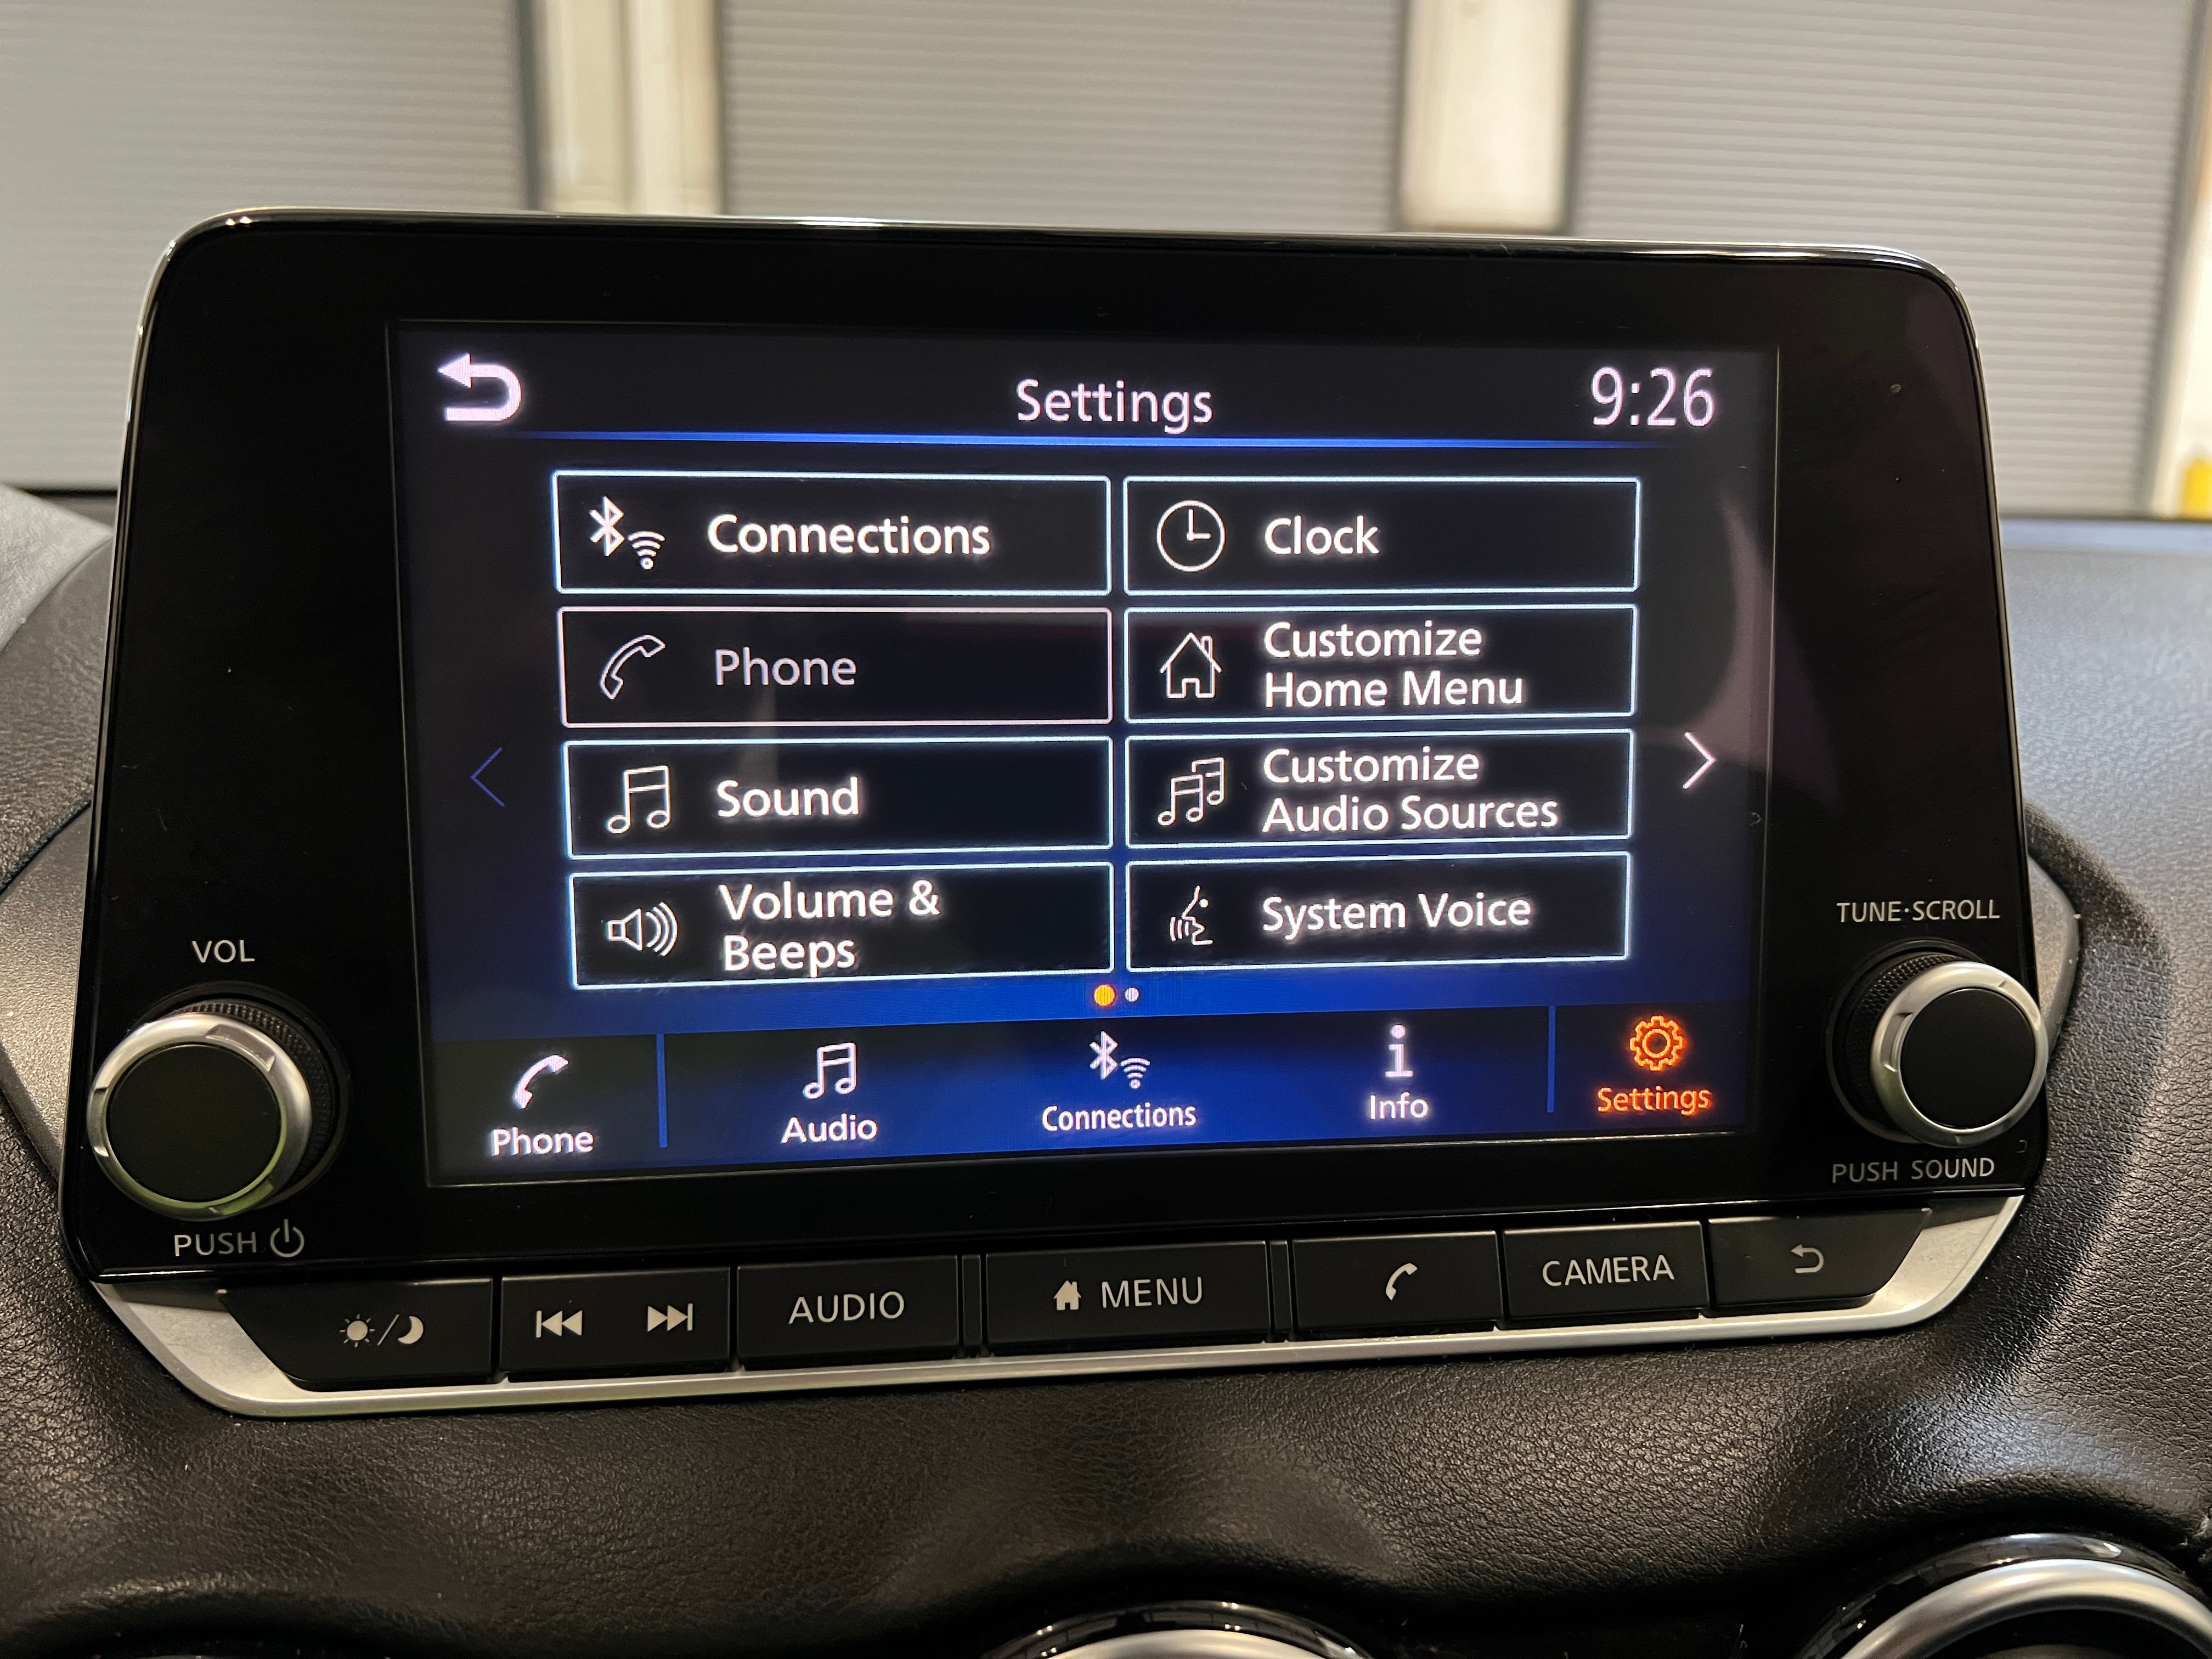 Settings
9:26
Connections
Clock
Phone
Customize
Home Menu
Sound
Customize
Audio Sources
Volume &
Beeps
System Voice
Phone
Audio
Connections
Info
Settings
VOL
PUSH
TUNE·SCROLL
PUSH SOUND
AUDIO
MENU
CAMERA